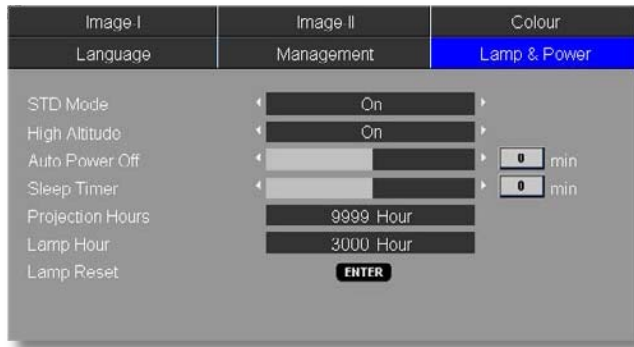 Image I Image II Colour
Language Management Lamp & Power
STD Mode On
High Altitude On
Auto Power Off 0 min
Sleep Timer 0 min
Projection Hours 9999 Hour
Lamp Hour 3000 Hour
Lamp Reset ENTER